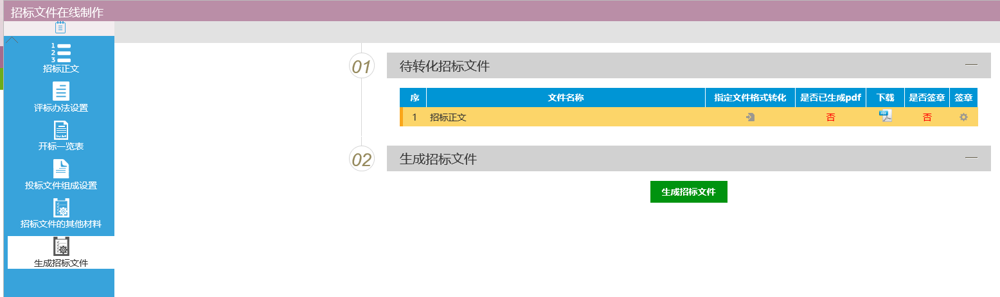 招标文件在线制作
1
2
3
招标正文
评标办法设置
开标一览表
投标文件组成设置
招标文件的其他材料
生成招标文件
01 待转化招标文件
序 文件名称 指定文件格式转化 是否已生成pdf 下载 是否签章 签章
1 招标正文 否 否
02 生成招标文件
生成招标文件